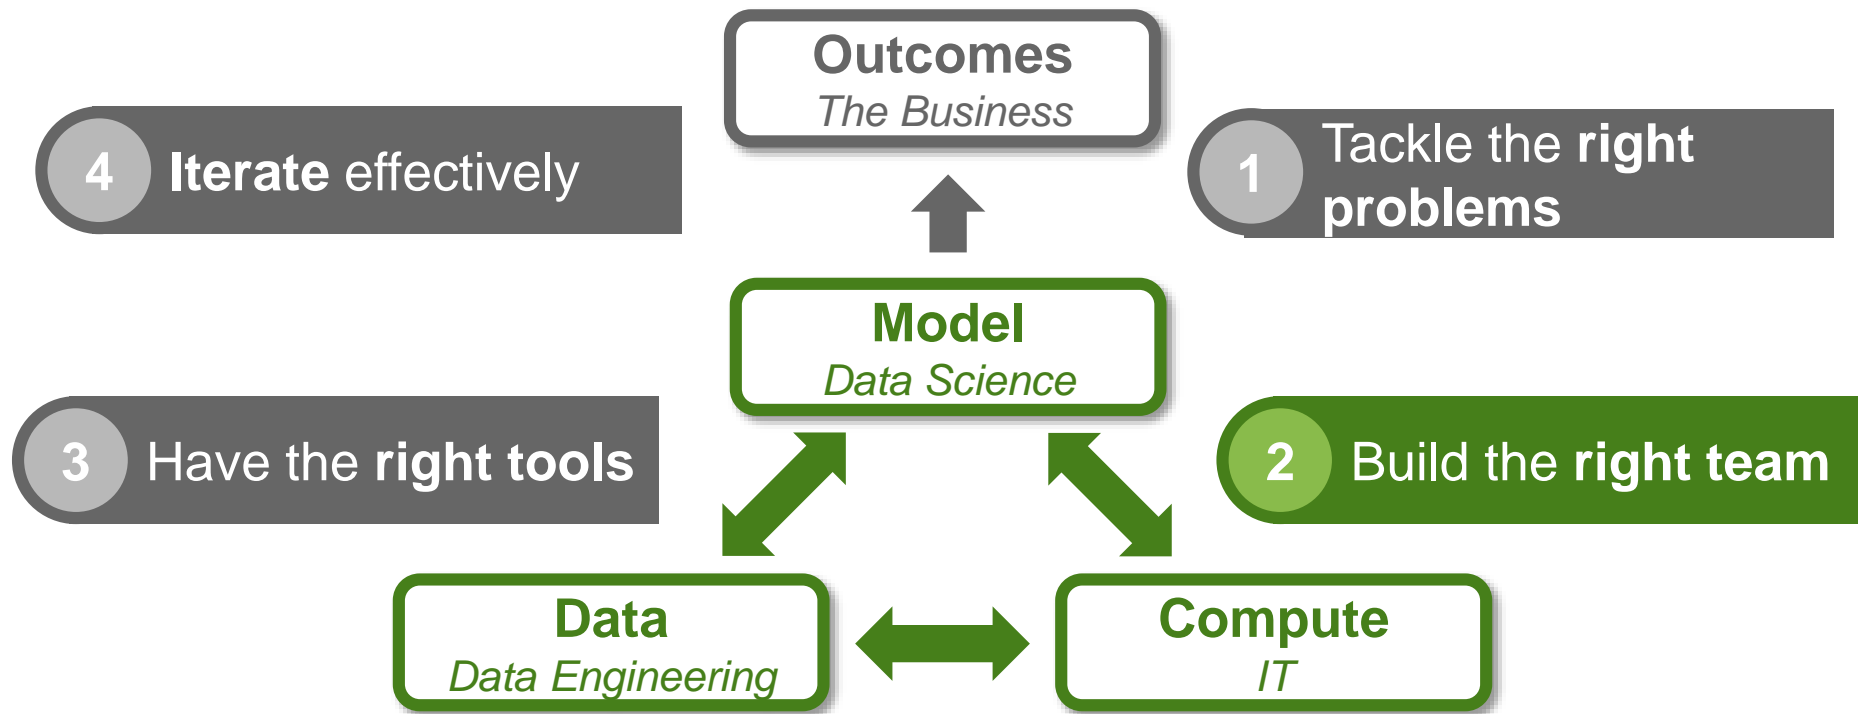 Outcomes
The Business
4
Iterate effectively
1
Tackle the right
problems
Model
Data Science
3
Have the right tools
2
Build the right team
Data
Data Engineering
Compute
IT